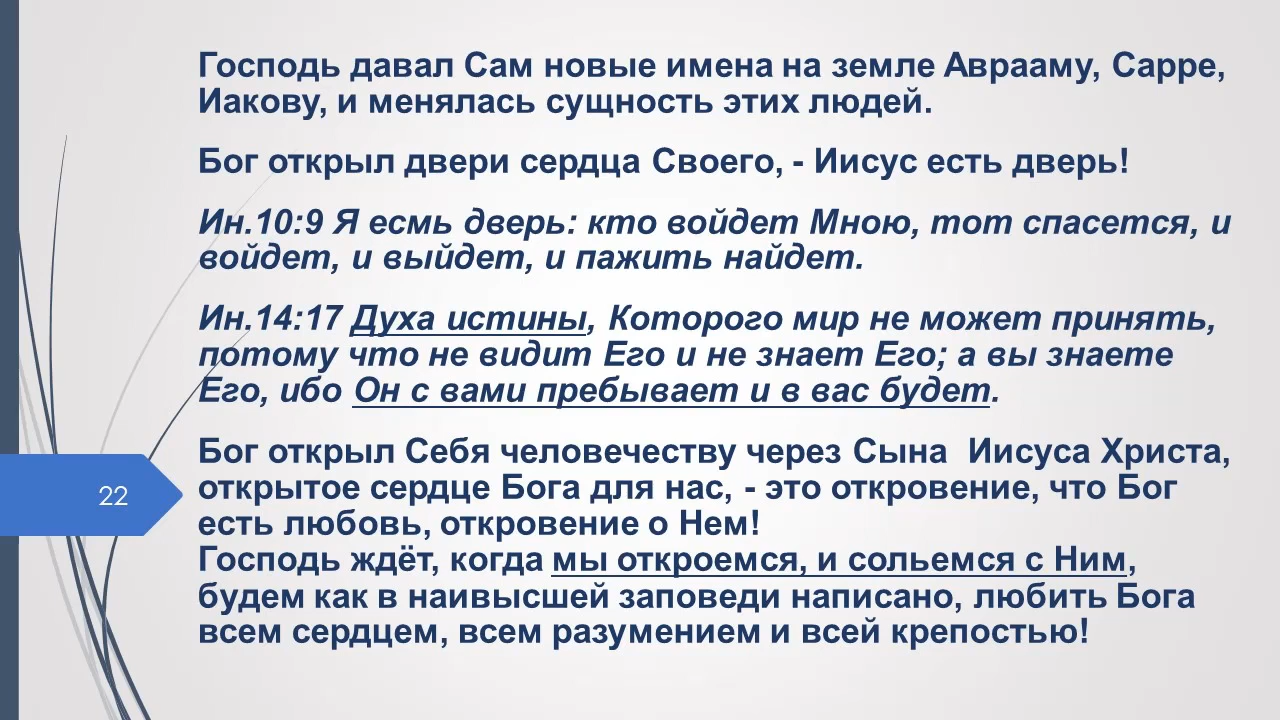 Господь давал Сам новые имена на земле Аврааму, Сарре,
Иакову, и менялась сущность этих людей.
Бог открыл двери сердца Своего, - Иисус есть дверь!
Ин.10:9 Я есмь дверь: кто войдет Мною, тот спасется, и
войдет, и выйдет, и пажить найдет.
Ин.14:17 Духа истины, Которого мир не может принять,
потому что не видит Его и не знает Его; а вы знаете
Его, ибо Он с вами пребывает и в вас будет.
Бог открыл Себя человечеству через Сына  Иисуса Христа,
открытое сердце Бога для нас, - это откровение, что Бог
есть любовь, откровение о Нем!
Господь ждёт, когда мы откроемся, и сольемся с Ним,
будем как в наивысшей заповеди написано, любить Бога
всем сердцем, всем разумением и всей крепостью!
22